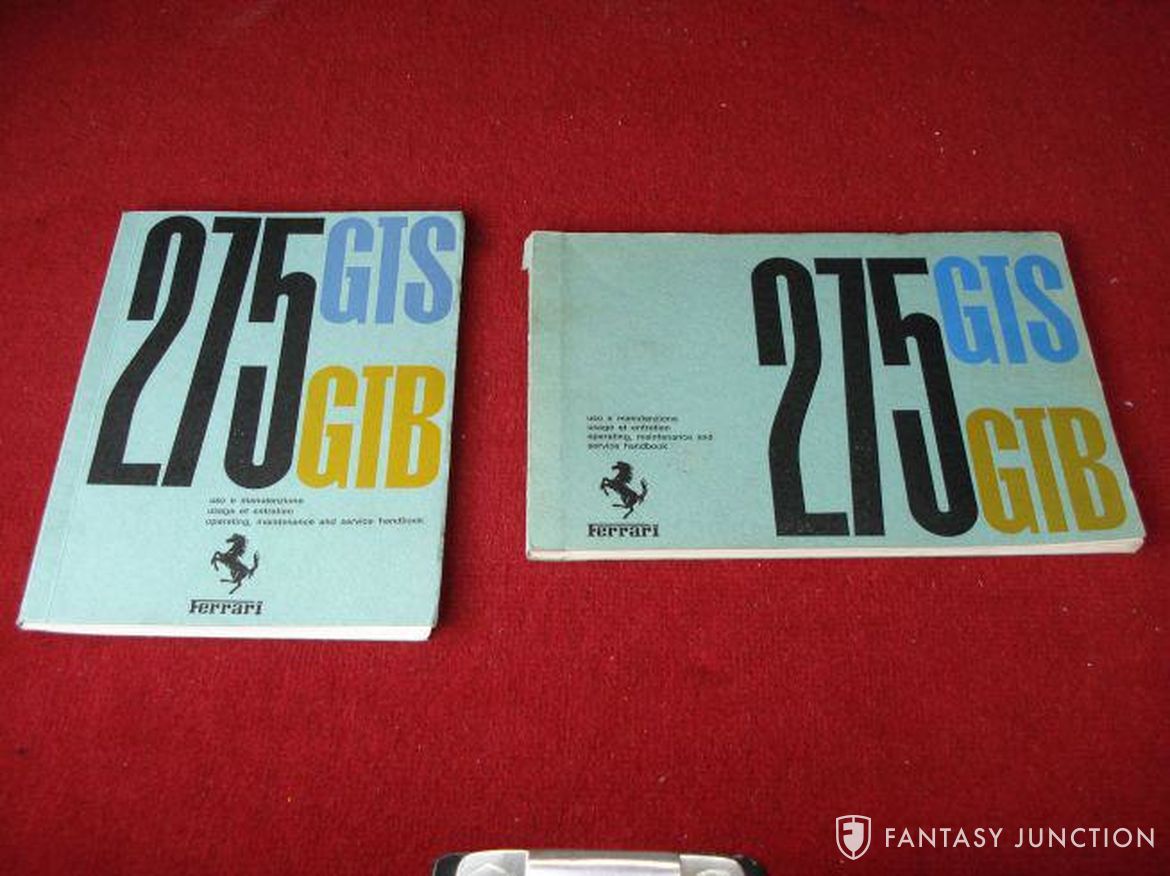 275 GTS
GTB
uso e manutenzione
usage et entretien
operating, maintenance and service handbook
Ferrari
275 GTS
GTB
uso e manutenzione
usage et entretien
operating, maintenance and
service handbook
Ferrari
FANTASY JUNCTION